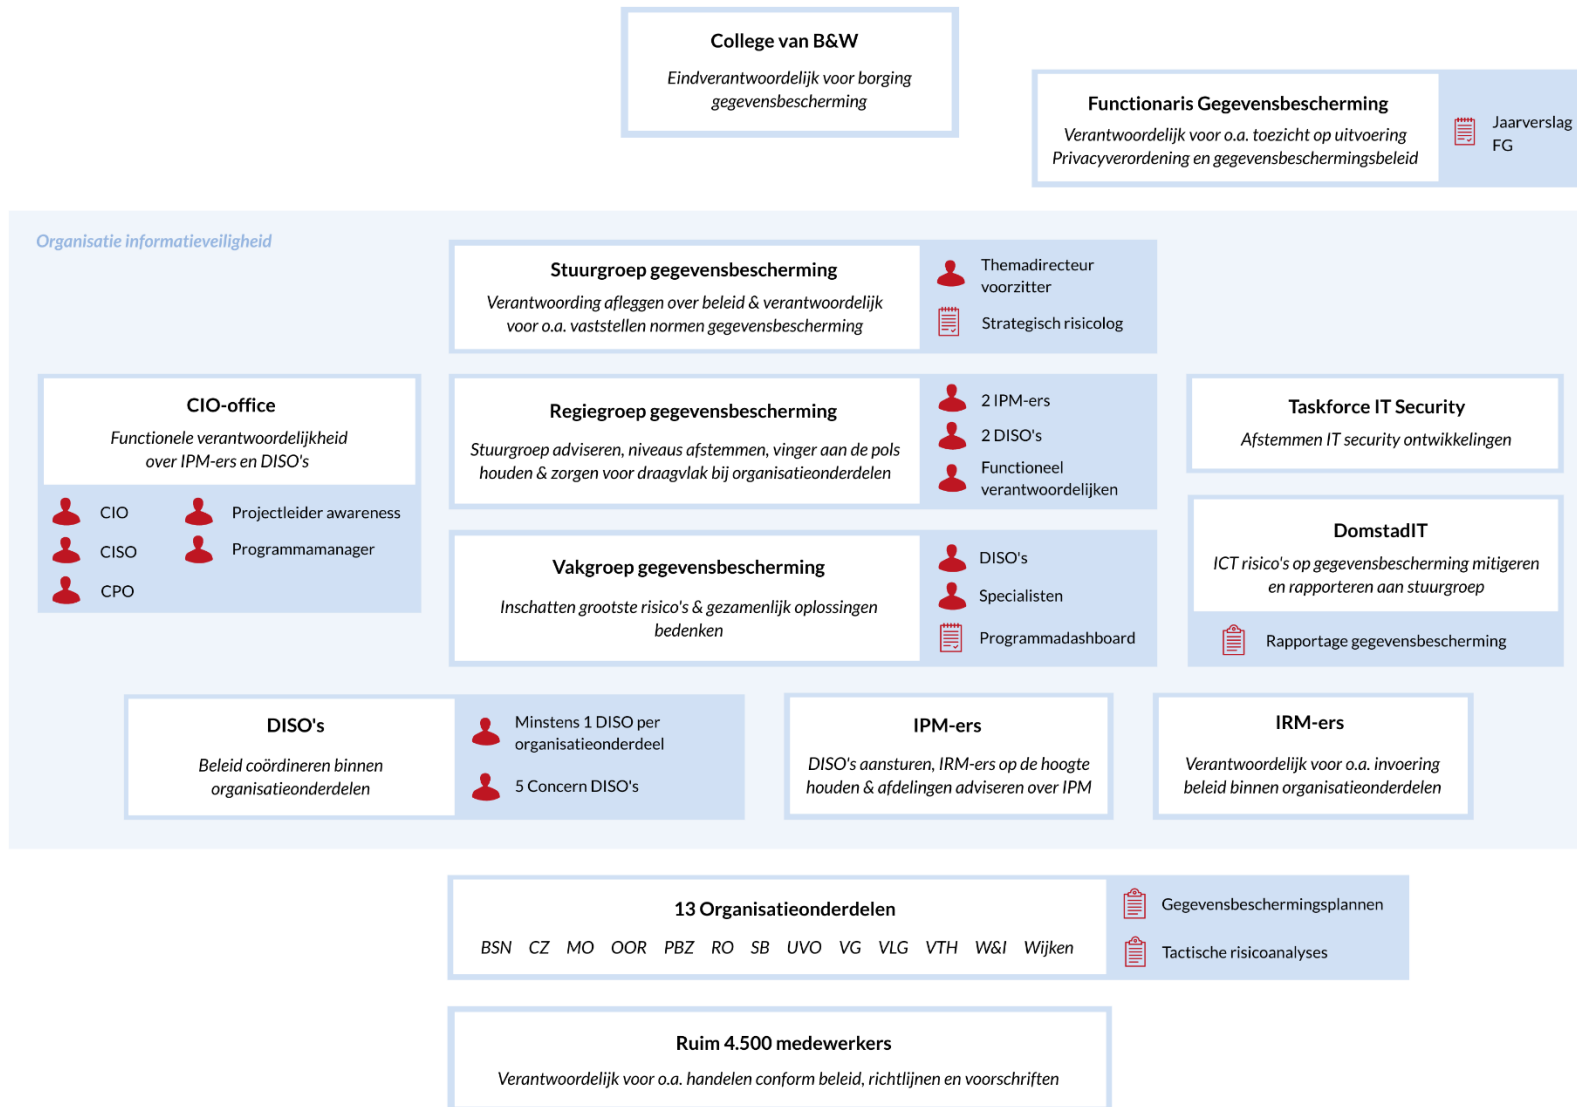 College van B&W
Eindverantwoordelijk voor borging
gegevensbescherming
Functionaris Gegevensbescherming
Verantwoordelijk voor o.a. toezicht op uitvoering
Privacyverordening en gegevensbeschermingsbeleid
Jaarverslag
FG
Organisatie informatieveiligheid
Stuurgroep gegevensbescherming
Verantwoording afleggen over beleid & verantwoordelijk
voor o.a. vaststellen normen gegevensbescherming
Themadirecteur
voorzitter
Strategisch risicolog
CIO-office
Functionele verantwoordelijkheid
over IPM-ers en DISO's
CIO
CISO
CPO
Projectleider awareness
Programmamanager
Regiegroep gegevensbescherming
Stuurgroep adviseren, niveaus afstemmen, vinger aan de pols
houden & zorgen voor draagvlak bij organisatieonderdelen
2 IPM-ers
2 DISO's
Functioneel
verantwoordelijken
Taskforce IT Security
Afstemmen IT security ontwikkelingen
Vakgroep gegevensbescherming
Inschatten grootste risico's & gezamenlijk oplossingen
bedenken
DISO's
Specialisten
Programmadashboard
DomstadIT
ICT risico's op gegevensbescherming mitigeren
en rapporteren aan stuurgroep
Rapportage gegevensbescherming
DISO's
Beleid coördineren binnen
organisatieonderdelen
Minstens 1 DISO per
organisatieonderdeel
5 Concern DISO's
IPM-ers
DISO's aansturen, IRM-ers op de hoogte
houden & afdelingen adviseren over IPM
IRM-ers
Verantwoordelijk voor o.a. invoering
beleid binnen organisatieonderdelen
13 Organisatieonderdelen
BSN CZ MO OOR PBZ RO SB UVO VG VLG VTH W&I Wijken
Gegevensbeschermingsplannen
Tactische risicoanalyses
Ruim 4.500 medewerkers
Verantwoordelijk voor o.a. handelen conform beleid, richtlijnen en voorschriften